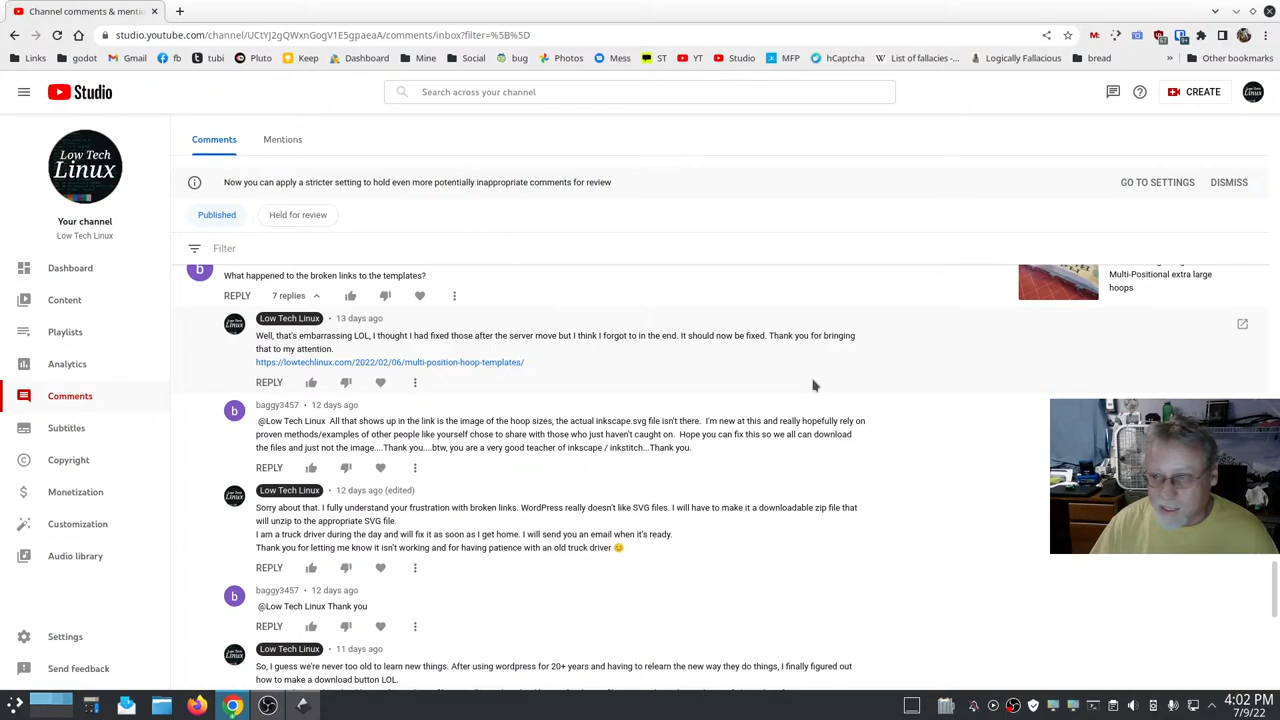 Channel comments & mentio
studio.youtube.com/channel/UCtYJ2gQWxnGogV1E5gpaeaA/comments/inbox?filter=%5B%5D
Links
godot
Gmail
fb
tubi
Pluto
Keep
Dashboard
Mine
Social
bug
Photos
Mess
ST
YT
Studio
MFP
hCaptcha
List of fallacies -...
Logically Fallacious
bread
»
Other bookmarks
Studio
Search across your channel
CREATE
Low Tech
Linux
Your channel
Low Tech Linux
Dashboard
Content
Playlists
Analytics
Comments
Subtitles
Copyright
Monetization
Customization
Audio library
Settings
Send feedback
Comments
Mentions
Now you can apply a stricter setting to hold even more potentially inappropriate comments for review
GO TO SETTINGS
DISMISS
Published
Held for review
Filter
b
What happened to the broken links to the templates?
Multi-Positional extra large
hoops
REPLY
7 replies
Low Tech Linux • 13 days ago
Well, that's embarrassing LOL, I thought I had fixed those after the server move but I think I forgot to in the end. It should now be fixed. Thank you for bringing
that to my attention.
https://lowtechlinux.com/2022/02/06/multi-position-hoop-templates/
REPLY
b
baggy3457 • 12 days ago
@Low Tech Linux All that shows up in the link is the image of the hoop sizes, the actual inkscape.svg file isn't there. I'm new at this and really hopefully rely on
proven methods/examples of other people like yourself chose to share with those who just haven't caught on. Hope you can fix this so we all can download
the files and just not the image....Thank you....btw, you are a very good teacher of inkscape / inkstitch...Thank you.
REPLY
Low Tech Linux • 12 days ago (edited)
Sorry about that. I fully understand your frustration with broken links. WordPress really doesn't like SVG files. I will have to make it a downloadable zip file that
will unzip to the appropriate SVG file.
I am a truck driver during the day and will fix it as soon as I get home. I will send you an email when it's ready.
Thank you for letting me know it isn't working and for having patience with an old truck driver 😊
REPLY
b
baggy3457 • 12 days ago
@Low Tech Linux Thank you
REPLY
Low Tech Linux • 11 days ago
So, I guess we're never too old to learn new things. After using wordpress for 20+ years and having to relearn the new way they do things, I finally figured out
how to make a download button LOL.
4:02 PM
7/9/22